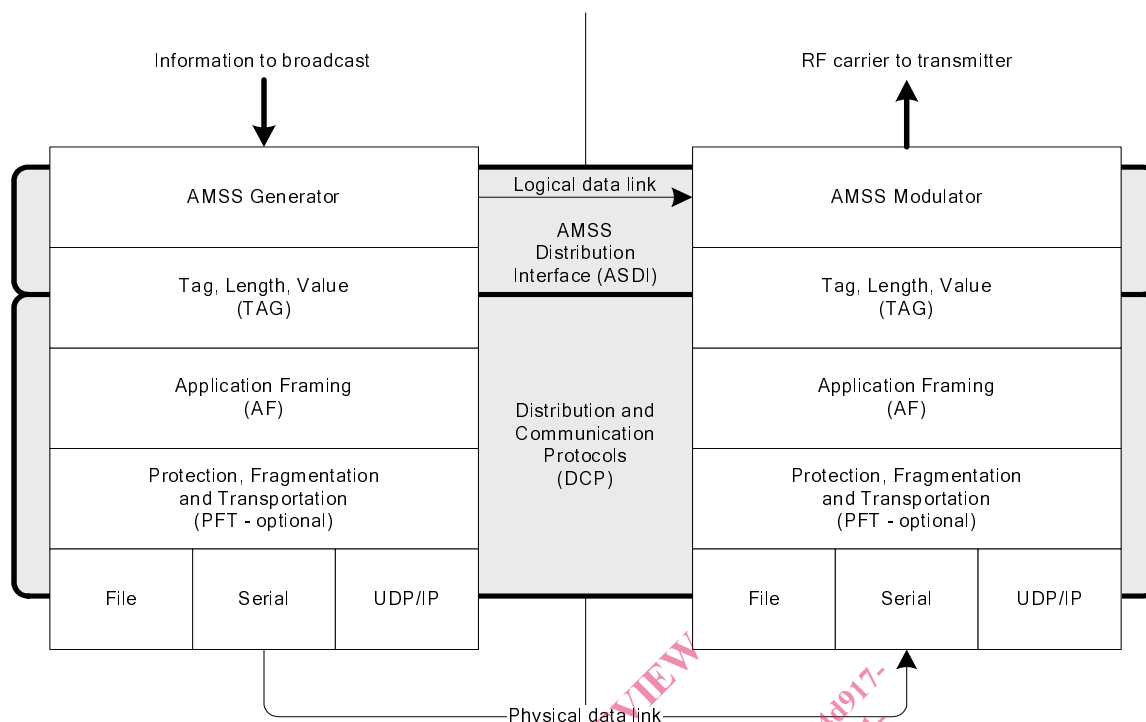 Information to broadcast
RF carrier to transmitter
AMSS Generator
Logical data link
AMSS Modulator
AMSS
Distribution
Interface (ASDI)
Tag, Length, Value
(TAG)
Tag, Length, Value
(TAG)
Application Framing
(AF)
Distribution and
Communication
Protocols
(DCP)
Application Framing
(AF)
Protection, Fragmentation
and Transportation
(PFT - optional)
Protection, Fragmentation
and Transportation
(PFT - optional)
File
Serial
UDP/IP
File
Serial
UDP/IP
Physical data link